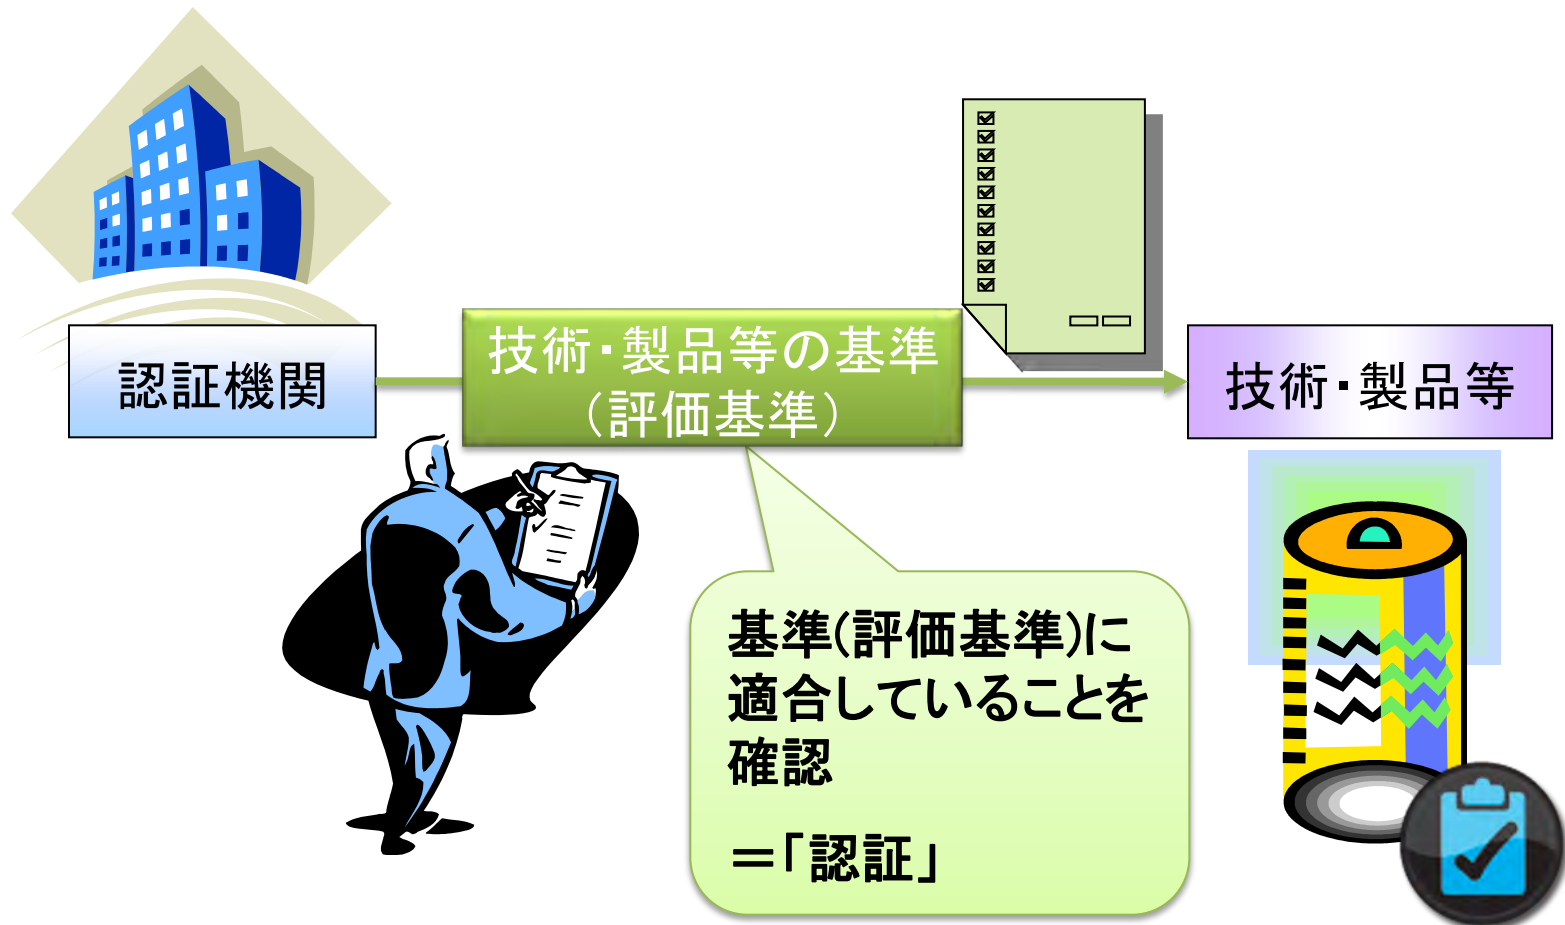 認証機関
技術・製品等の基準
（評価基準）
技術・製品等
基準(評価基準)に
適合していることを
確認
＝「認証」